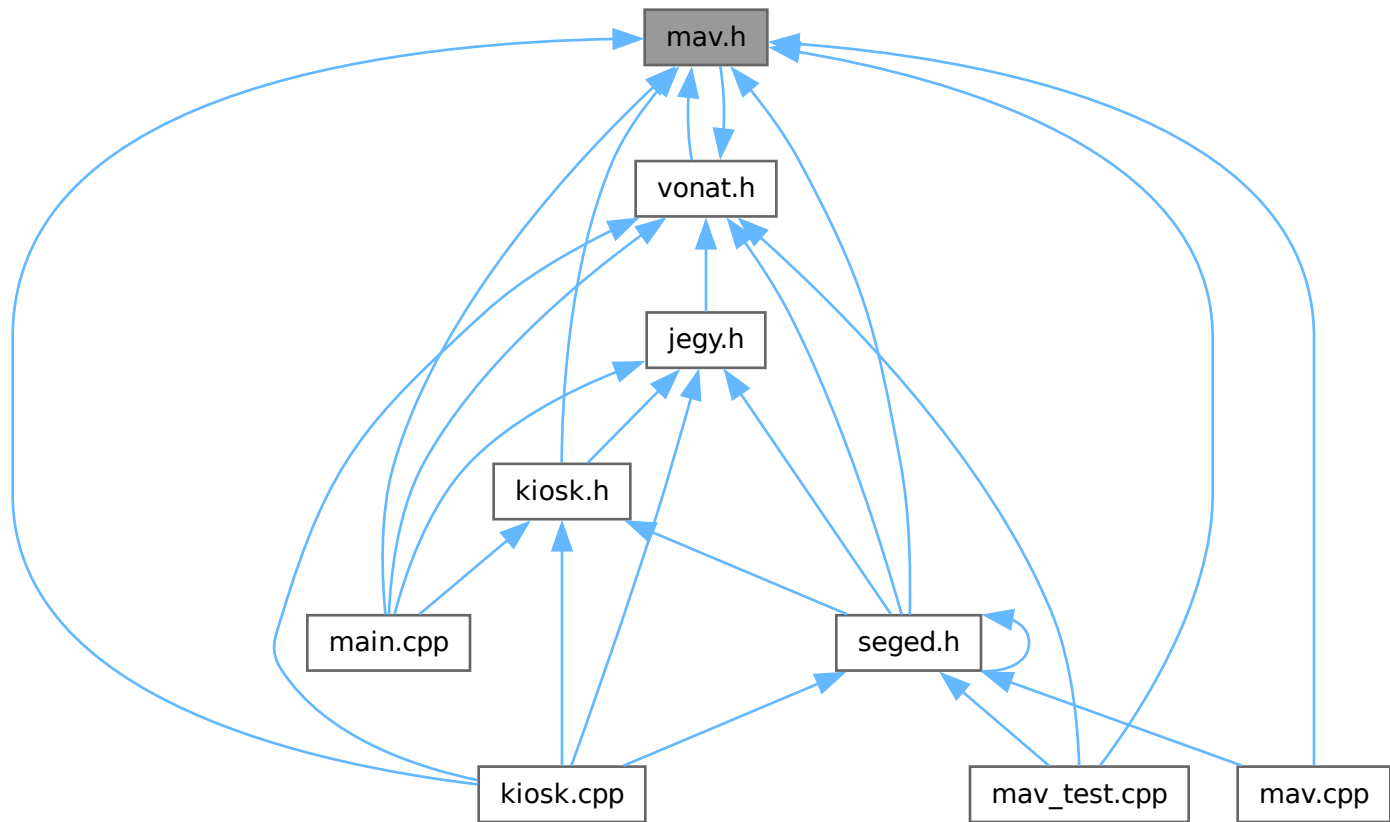 mav.h
vonat.h
jegy.h
kiosk.h
main.cpp
seged.h
kiosk.cpp
mav_test.cpp
mav.cpp